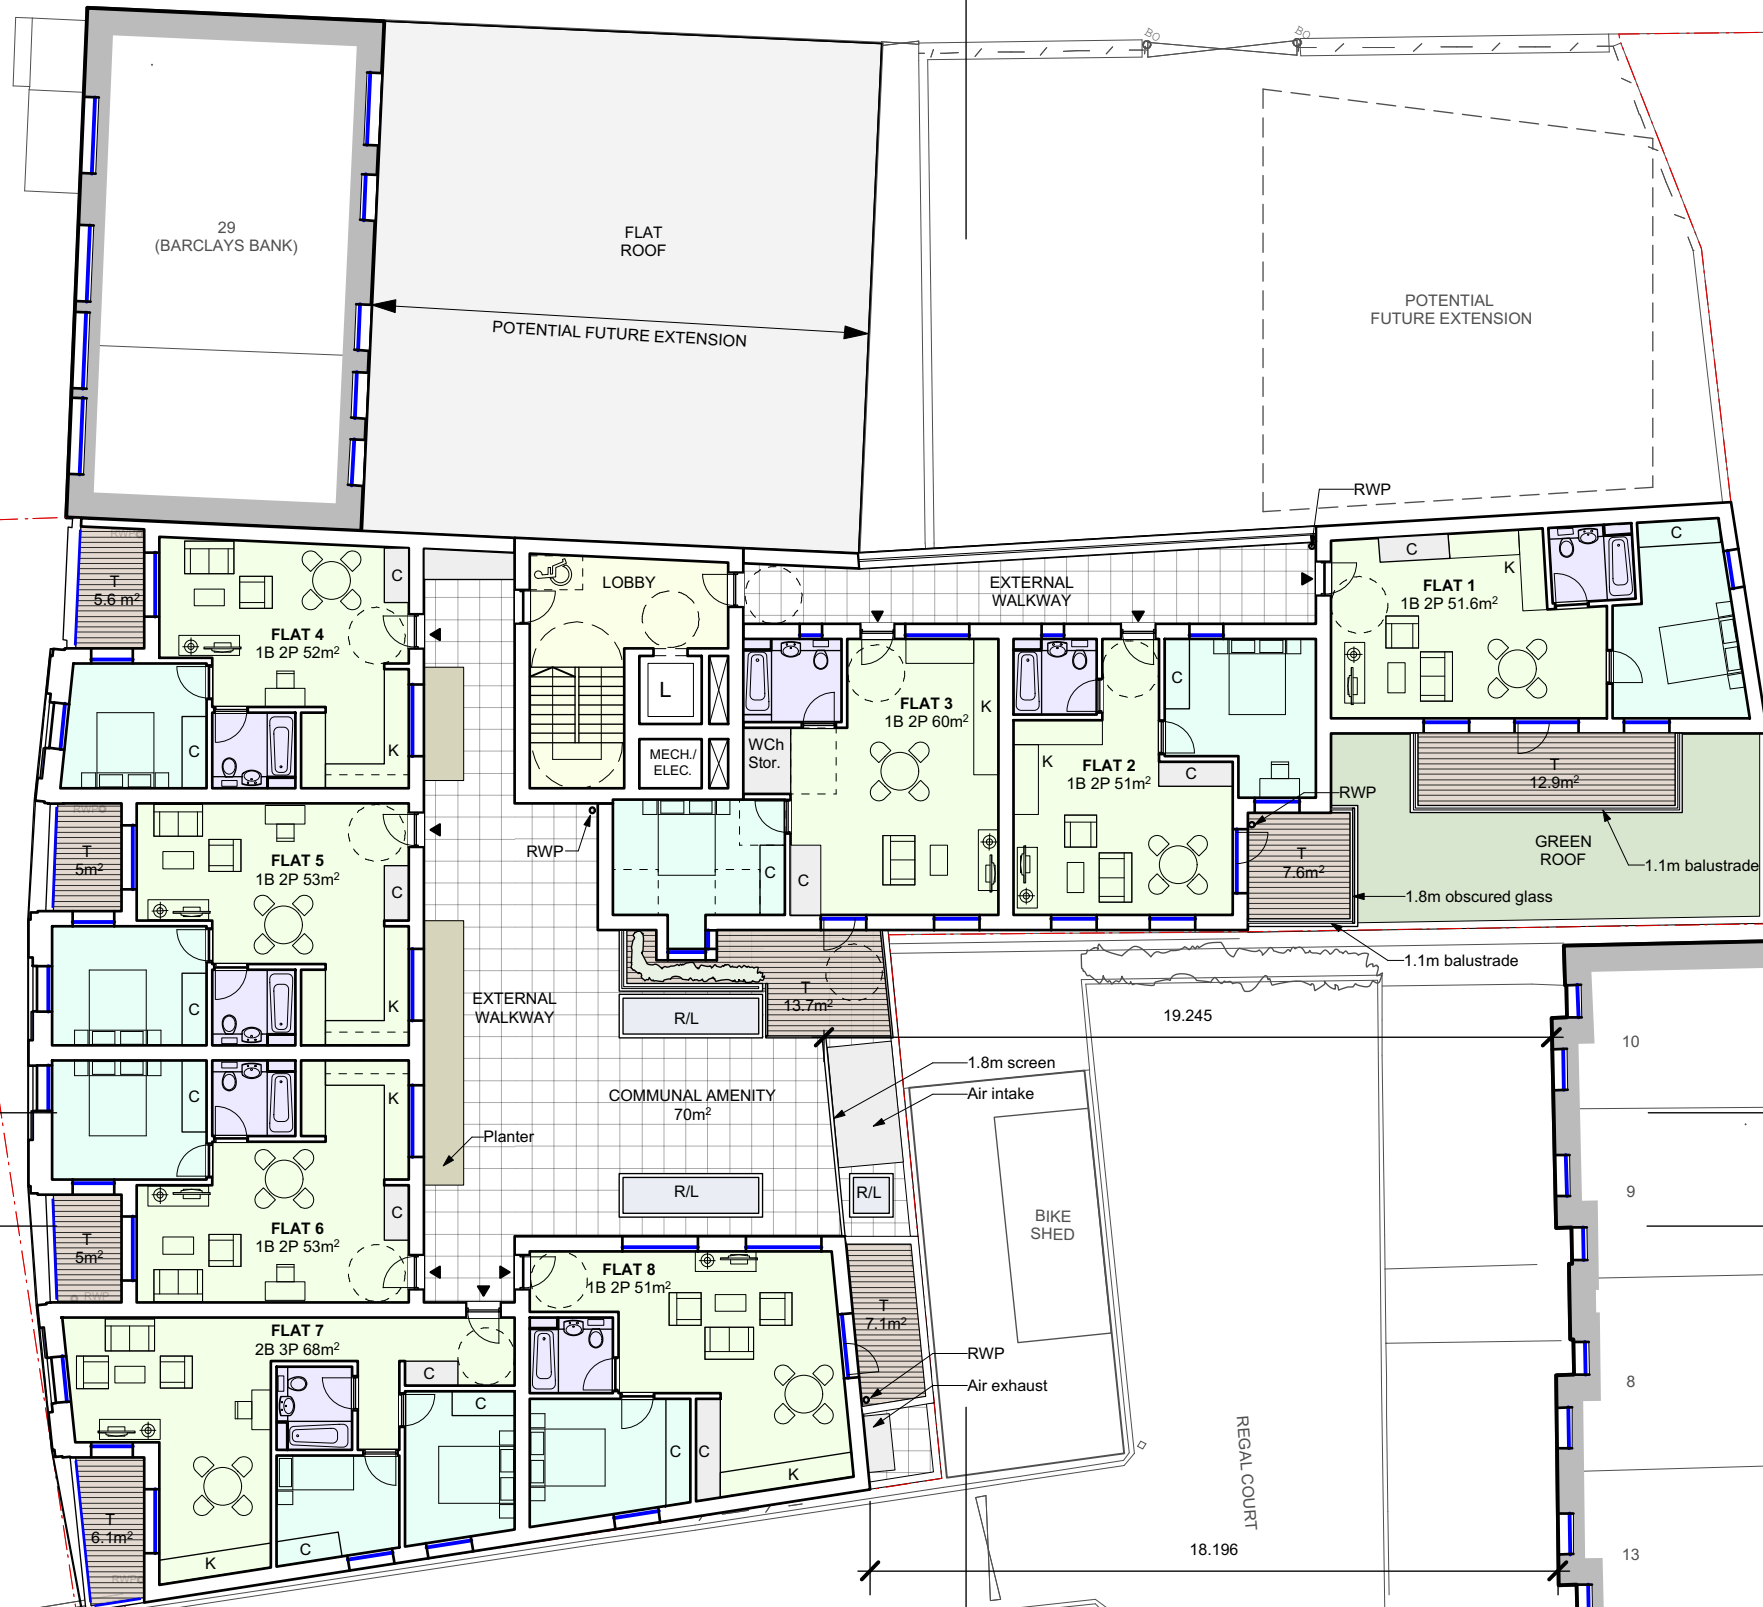 BO
BO
29
(BARCLAYS BANK)
FLAT
ROOF
POTENTIAL FUTURE EXTENSION
POTENTIAL
FUTURE EXTENSION
RWP
RWP
T
5.6 m²
C
FLAT 4
1B 2P 52m²
C
K
LOBBY
L
MECH./
ELEC.
EXTERNAL
WALKWAY
C
K
FLAT 1
1B 2P 51.6m²
C
WCh
Stor.
FLAT 3
1B 2P 60m²
K
C
C
FLAT 2
1B 2P 51m²
K
C
C
T
12.9m²
RWP
T
7.6m²
GREEN
ROOF
1.1m balustrade
1.8m obscured glass
1.1m balustrade
RWP
RWP
T
5m²
FLAT 5
1B 2P 53m²
C
C
K
EXTERNAL
WALKWAY
T
13.7m²
R/L
19.245
10
1.8m screen
Air intake
COMMUNAL AMENITY
70m²
Planter
R/L
R/L
BIKE
SHED
9
C
K
C
FLAT 6
1B 2P 53m²
T
5m²
RWP
FLAT 8
1B 2P 51m²
T
7.1m²
RWP
Air exhaust
C
C
K
FLAT 7
2B 3P 68m²
C
C
C
K
T
6.1m²
RWP
8
REGAL COURT
18.196
13